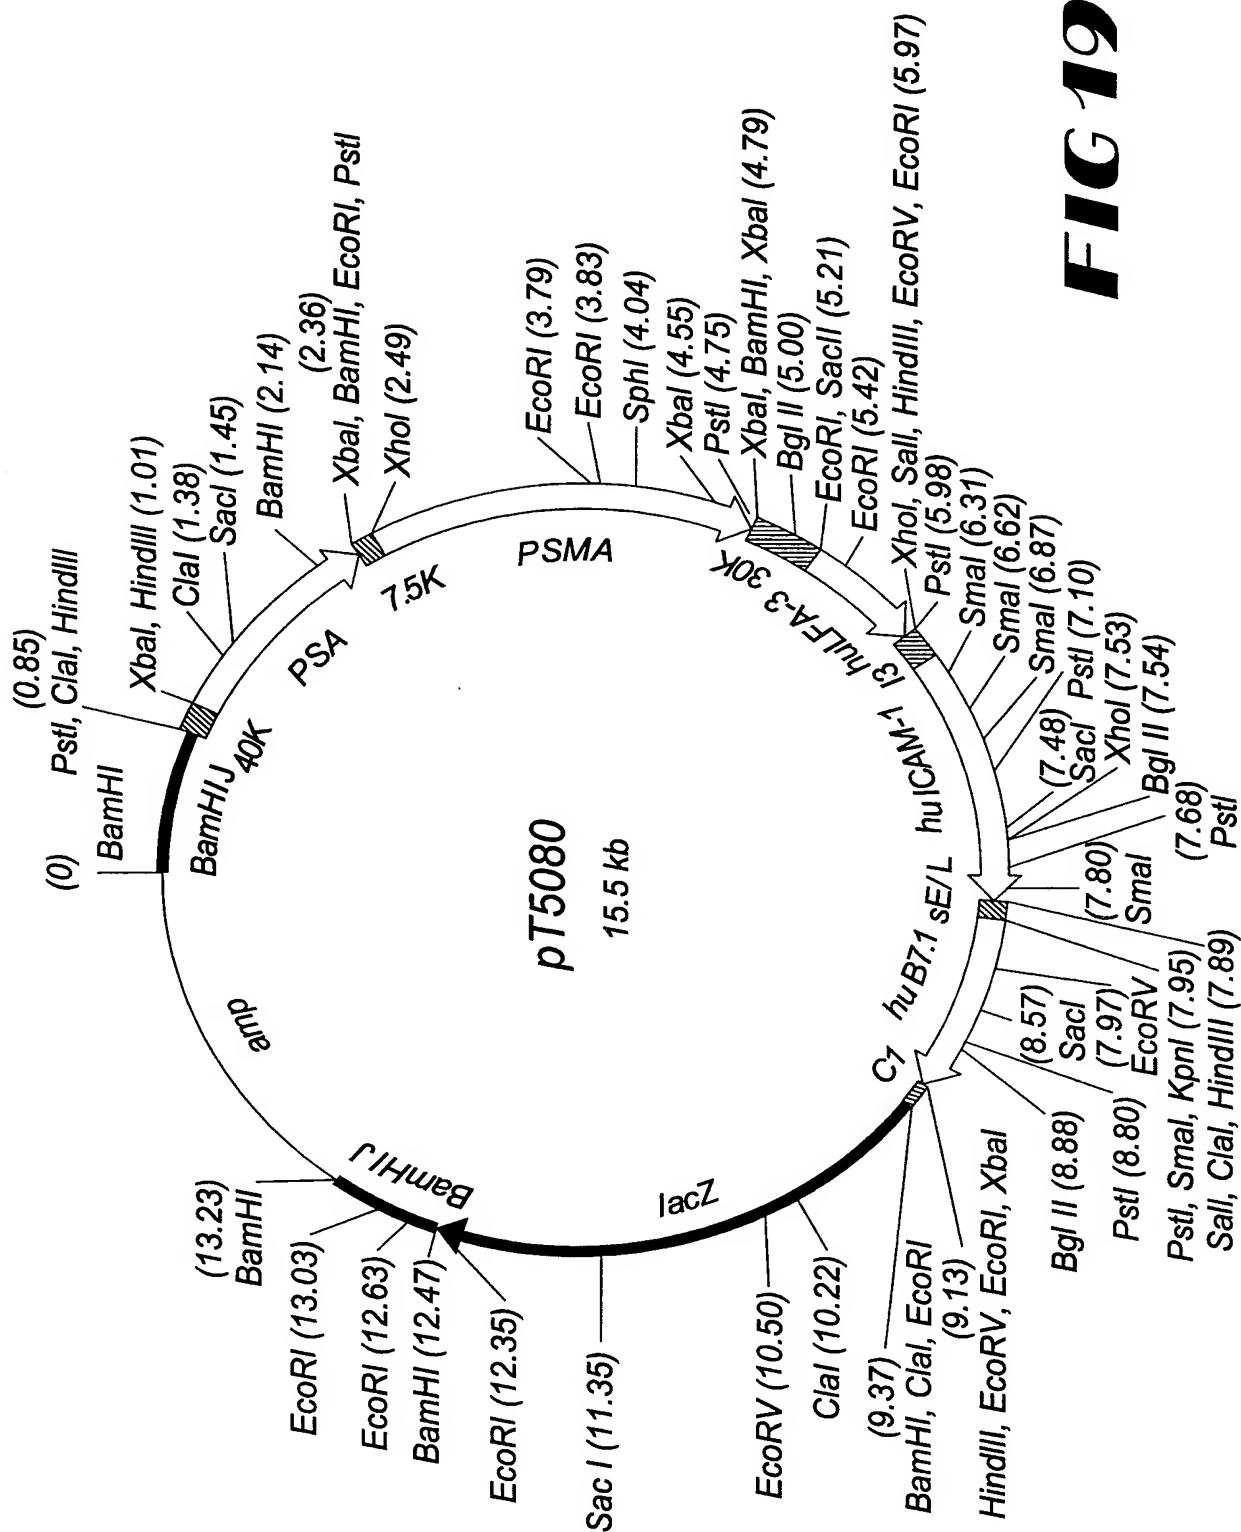 (0)
BamHI
(0.85)
PstI, ClaI, HindIII
XbaI, HindIII (1.01)
ClaI (1.38)
SacI (1.45)
BamHI (2.14)
(2.36)
XbaI, BamHI, EcoRI, PstI
XhoI (2.49)
EcoRI (3.79)
EcoRI (3.83)
SphI (4.04)
XbaI (4.55)
PstI (4.75)
XbaI, BamHI, XbaI (4.79)
Bgl II (5.00)
EcoRI, SacII (5.21)
EcoRI (5.42)
XhoI, SalI, HindIII, EcoRV, EcoRI (5.97)
PstI (5.98)
SmaI (6.31)
SmaI (6.62)
SmaI (6.87)
PstI (7.10)
(7.48)
SacI
XhoI (7.53)
Bgl II (7.54)
(7.68)
PstI
(7.80)
SmaI
SalI, ClaI, HindIII (7.89)
PstI, SmaI, KpnI (7.95)
(7.97)
EcoRV
(8.57)
SacI
PstI (8.80)
Bgl II (8.88)
(9.13)
HindIII, EcoRV, EcoRI, XbaI
(9.37)
BamHI, ClaI, EcoRI
ClaI (10.22)
EcoRV (10.50)
Sac I (11.35)
EcoRI (12.35)
BamHI (12.47)
EcoRI (12.63)
EcoRI (13.03)
(13.23)
BamHI
BamHI J
40K
PSA
7.5K
PSMA
30K
huLFA-3
I3
hu ICAM-1
sE/L
hu B7.1
C1
lacZ
BamHI J
amp
pT5080
15.5 kb
FIG 19